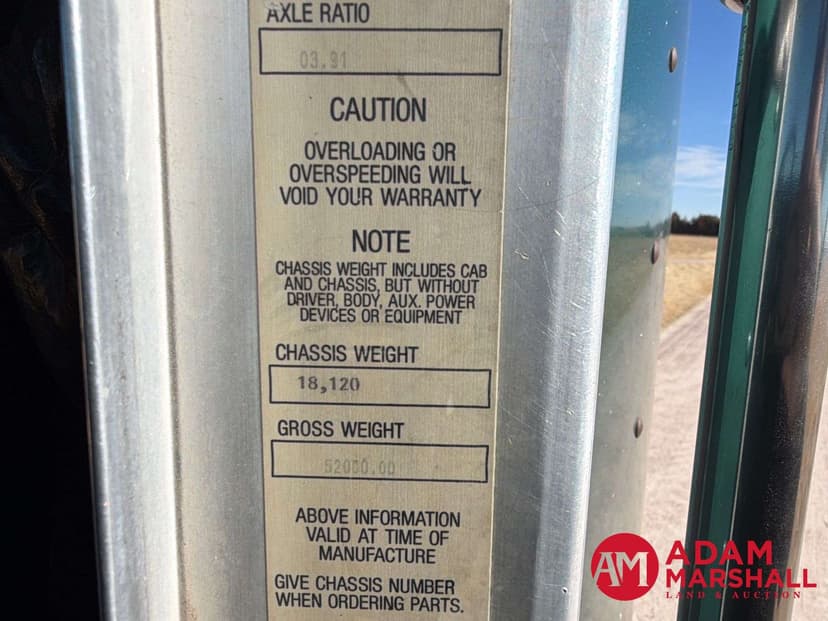 AXLE RATIO
03.91
CAUTION
OVERLOADING OR
OVERSPEEDING WILL
VOID YOUR WARRANTY
NOTE
CHASSIS WEIGHT INCLUDES CAB
AND CHASSIS, BUT WITHOUT
DRIVER, BODY, AUX. POWER
DEVICES OR EQUIPMENT
CHASSIS WEIGHT
18,120
GROSS WEIGHT
52000.00
ABOVE INFORMATION
VALID AT TIME OF
MANUFACTURE
GIVE CHASSIS NUMBER
WHEN ORDERING PARTS.
AM
ADAM
MARSHALL
LAND & AUCTION